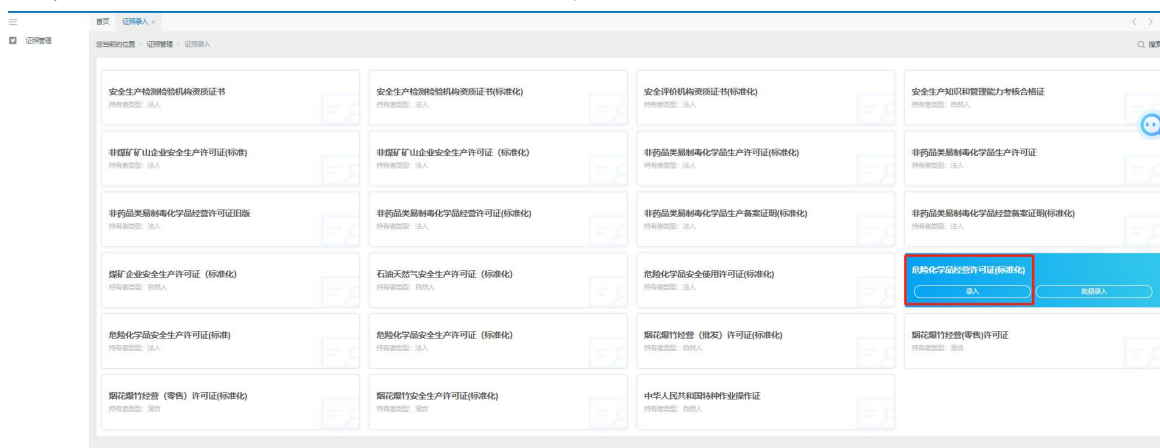 首页 证照录入 ×
证照管理
您当前的位置 > 证照管理 > 证照录入
搜索
安全生产检测检验机构资质证书
持有者类型: 法人
安全生产检测检验机构资质证书(标准化)
持有者类型: 法人
安全评价机构资质证书(标准化)
持有者类型: 法人
安全生产知识和管理能力考核合格证
持有者类型: 自然人
非煤矿矿山企业安全生产许可证(标准)
持有者类型: 法人
非煤矿矿山企业安全生产许可证（标准化）
持有者类型: 法人
非药品类易制毒化学品生产许可证(标准化)
持有者类型: 法人
非药品类易制毒化学品生产许可证
持有者类型: 法人
非药品类易制毒化学品经营许可证旧版
持有者类型: 法人
非药品类易制毒化学品经营许可证(标准化)
持有者类型: 法人
非药品类易制毒化学品生产备案证明(标准化)
持有者类型: 法人
非药品类易制毒化学品经营备案证明(标准化)
持有者类型: 法人
煤矿企业安全生产许可证（标准化）
持有者类型: 自然人
石油天然气安全生产许可证（标准化）
持有者类型: 自然人
危险化学品安全使用许可证(标准化)
持有者类型: 法人
危险化学品经营许可证(标准化)
录入 批量录入
危险化学品安全生产许可证(标准)
持有者类型: 法人
危险化学品安全生产许可证（标准化）
持有者类型: 法人
烟花爆竹经营（批发）许可证(标准化)
持有者类型: 自然人
烟花爆竹经营(零售)许可证
持有者类型: 混合
烟花爆竹经营（零售）许可证(标准化)
持有者类型: 混合
烟花爆竹安全生产许可证(标准化)
持有者类型: 混合
中华人民共和国特种作业操作证
持有者类型: 自然人